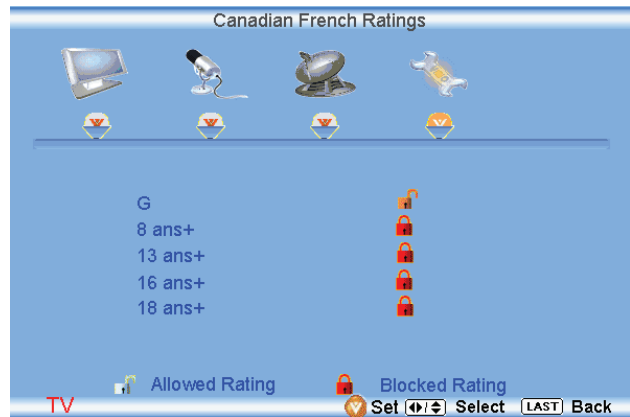 Canadian French Ratings
G
8 ans+
13 ans+
16 ans+
18 ans+
Allowed Rating Blocked Rating
TV Set Select LAST Back